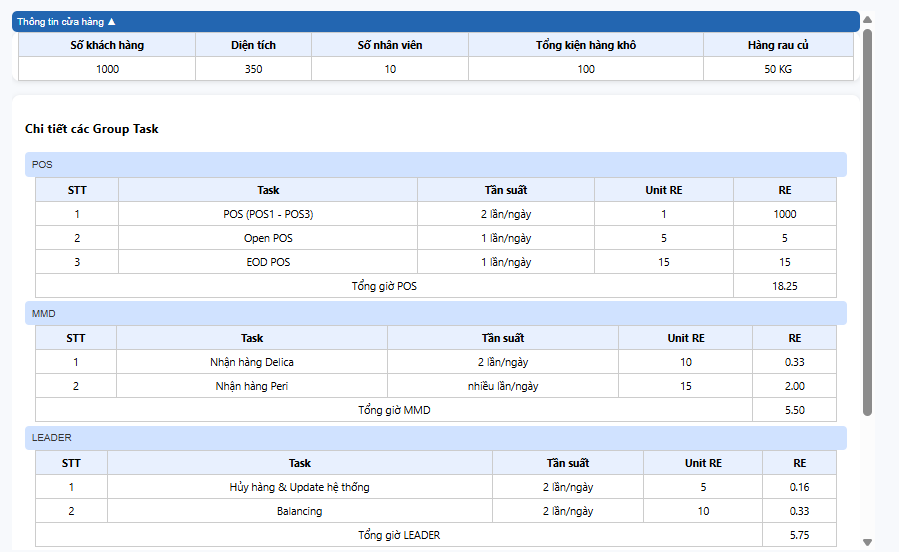 Thông tin cửa hàng ▲
Số khách hàng Diện tích Số nhân viên Tổng kiện hàng khô Hàng rau củ
1000 350 10 100 50 KG
Chi tiết các Group Task
POS
STT Task Tần suất Unit RE RE
1 POS (POS1 - POS3) 2 lần/ngày 1 1000
2 Open POS 1 lần/ngày 5 5
3 EOD POS 1 lần/ngày 15 15
Tổng giờ POS 18.25
MMD
STT Task Tần suất Unit RE RE
1 Nhận hàng Delica 2 lần/ngày 10 0.33
2 Nhận hàng Peri nhiều lần/ngày 15 2.00
Tổng giờ MMD 5.50
LEADER
STT Task Tần suất Unit RE RE
1 Hủy hàng & Update hệ thống 2 lần/ngày 5 0.16
2 Balancing 2 lần/ngày 10 0.33
Tổng giờ LEADER 5.75